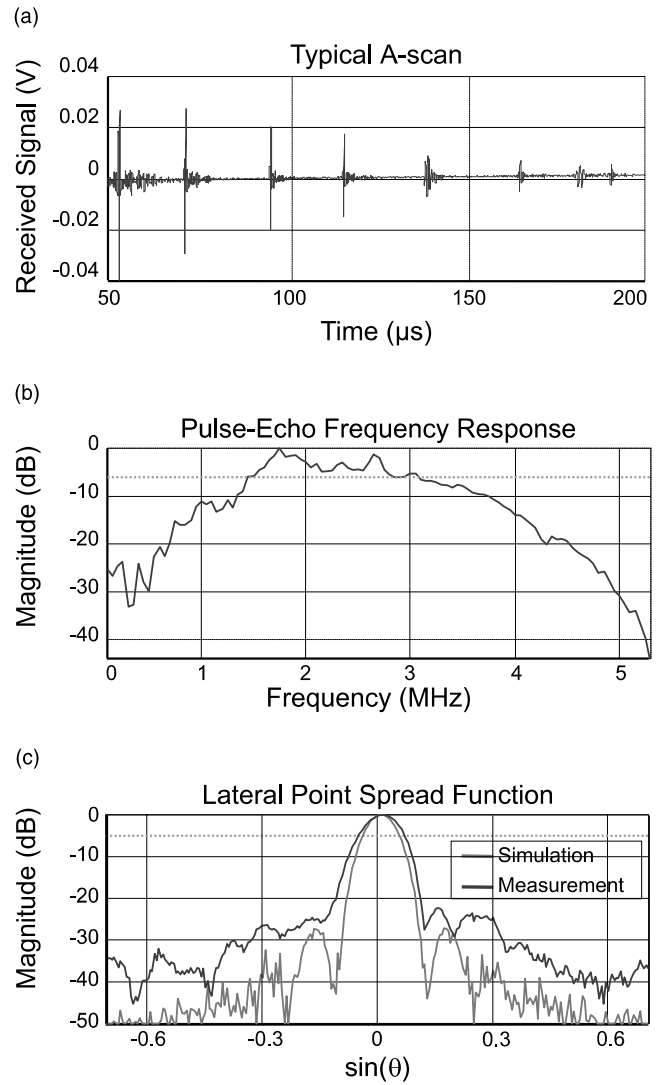 (a)
Typical A-scan
Received Signal (V)
0.04
0.02
0
-0.02
-0.04
50 100 150 200
Time (μs)
(b)
Pulse-Echo Frequency Response
Magnitude (dB)
0
-10
-20
-30
-40
0 1 2 3 4 5
Frequency (MHz)
(c)
Lateral Point Spread Function
Magnitude (dB)
0
-10
-20
-30
-40
-50
Simulation
Measurement
-0.6 -0.3 0 0.3 0.6
sin(θ)